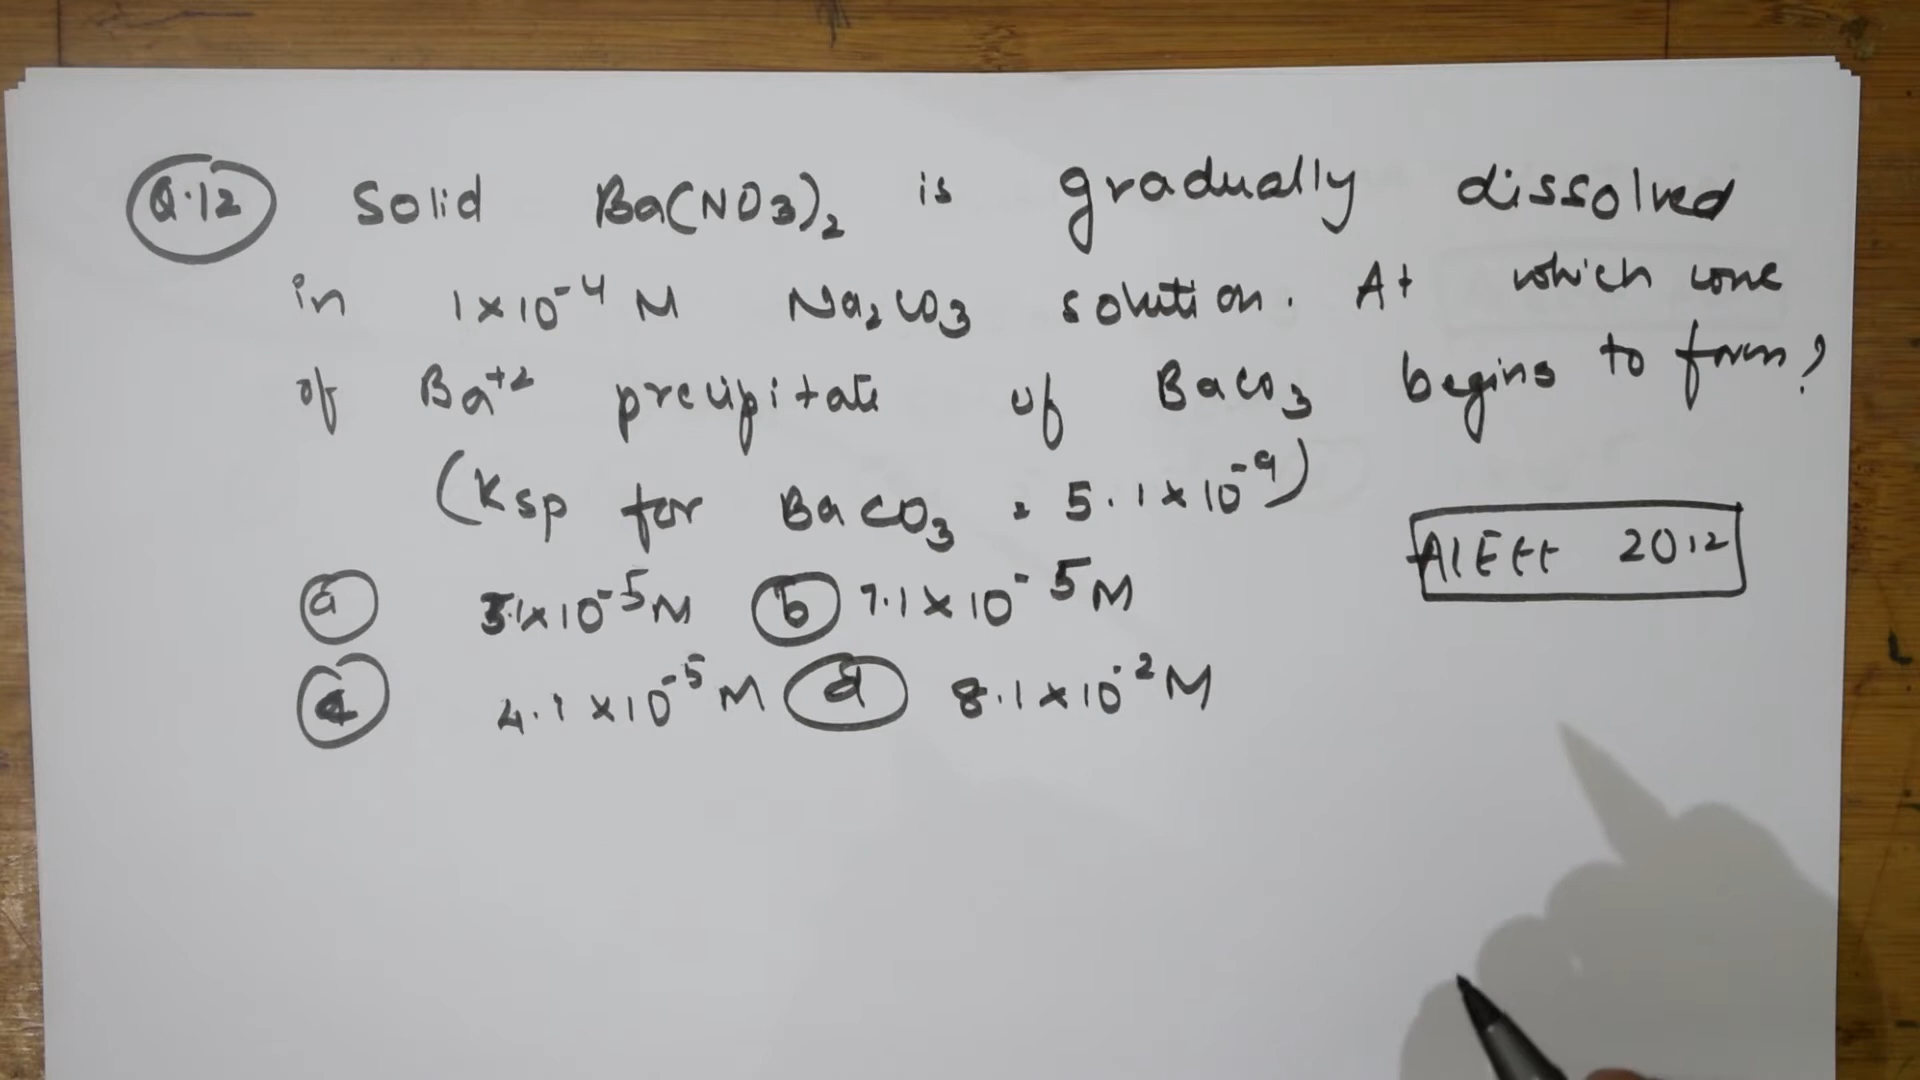 Q.12 Solid Ba(NO3)2 is gradually dissolved
in 1×10-4 M Na2CO3 solution. At which conc
of Ba+2 precipitate of BaCO3 begins to form?
(Ksp for BaCO3 = 5.1×10-9)
AIEEE 2012
a 5.1×10-5 M b 7.1×10-5 M
c 4.1×10-5 M d 8.1×10-2 M